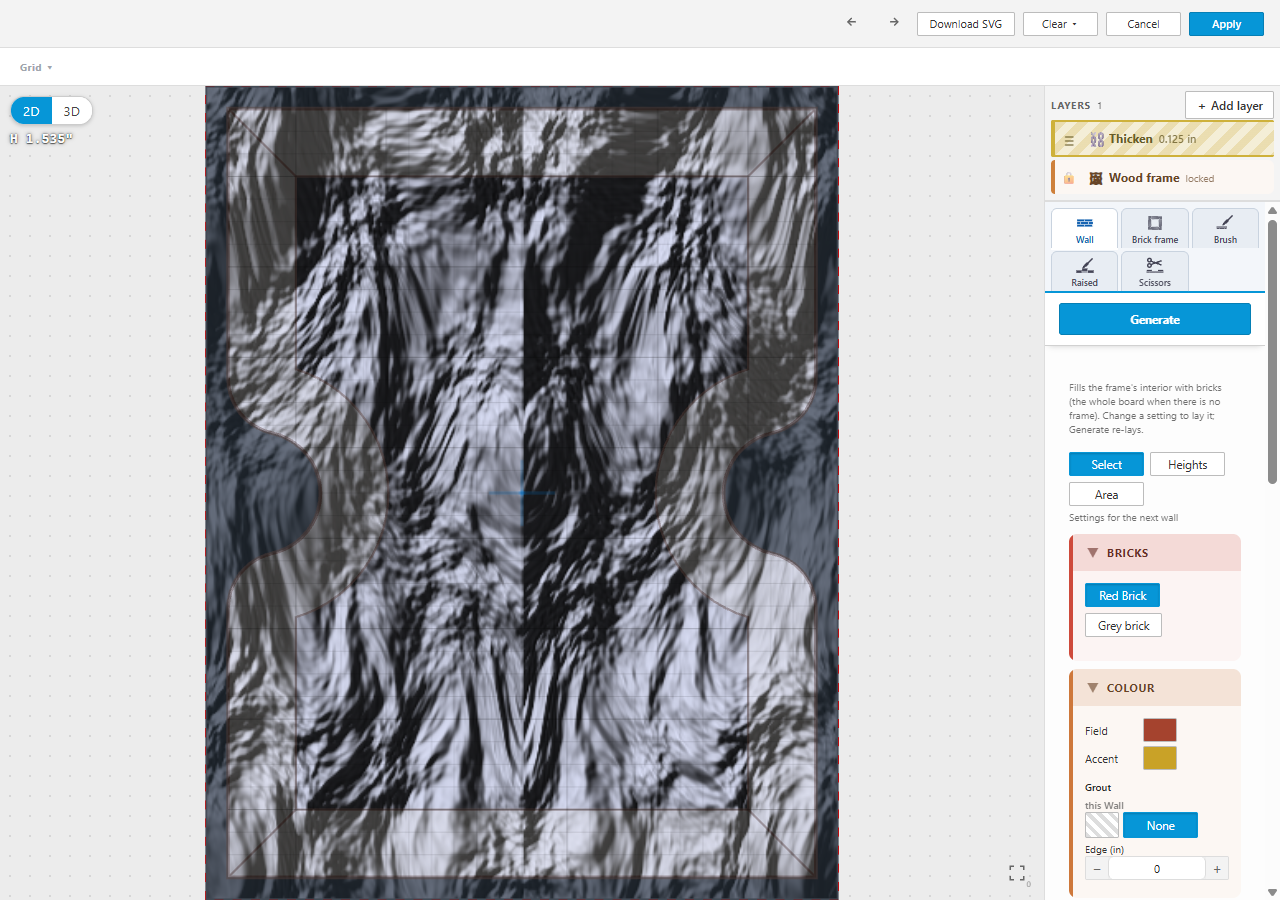 Download SVG
Clear
Cancel
Apply
Grid
2D
3D
H 1.535"
LAYERS 1
+ Add layer
Thicken 0.125 in
Wood frame locked
Wall
Brick frame
Brush
Raised
Scissors
Generate
Fills the frame's interior with bricks
(the whole board when there is no
frame). Change a setting to lay it;
Generate re-lays.
Select
Heights
Area
Settings for the next wall
BRICKS
Red Brick
Grey brick
COLOUR
Field
Accent
Grout
this Wall
None
Edge (in)
− 0 +
0